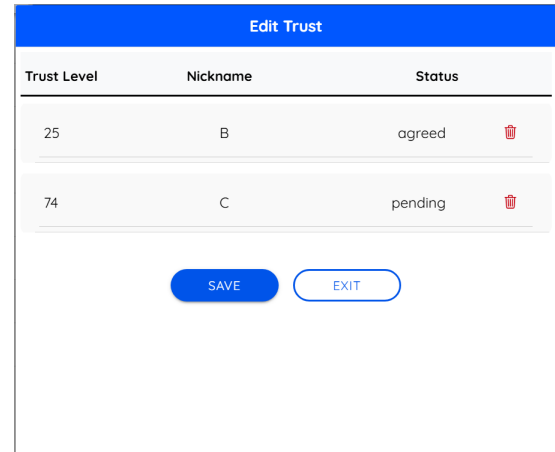 Edit Trust
Trust Level Nickname Status
25 B agreed
74 C pending
SAVE EXIT